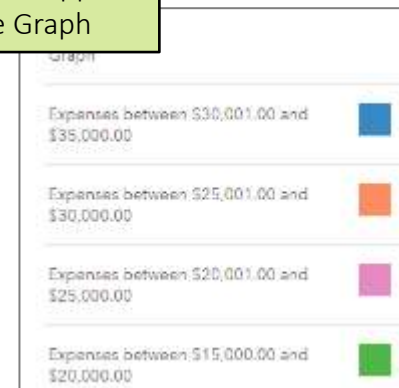 e Graph
Graph
Expenses between $30,001.00 and
$35,000.00
Expenses between $25,001.00 and
$30,000.00
Expenses between $20,001.00 and
$25,000.00
Expenses between $15,000.00 and
$20,000.00